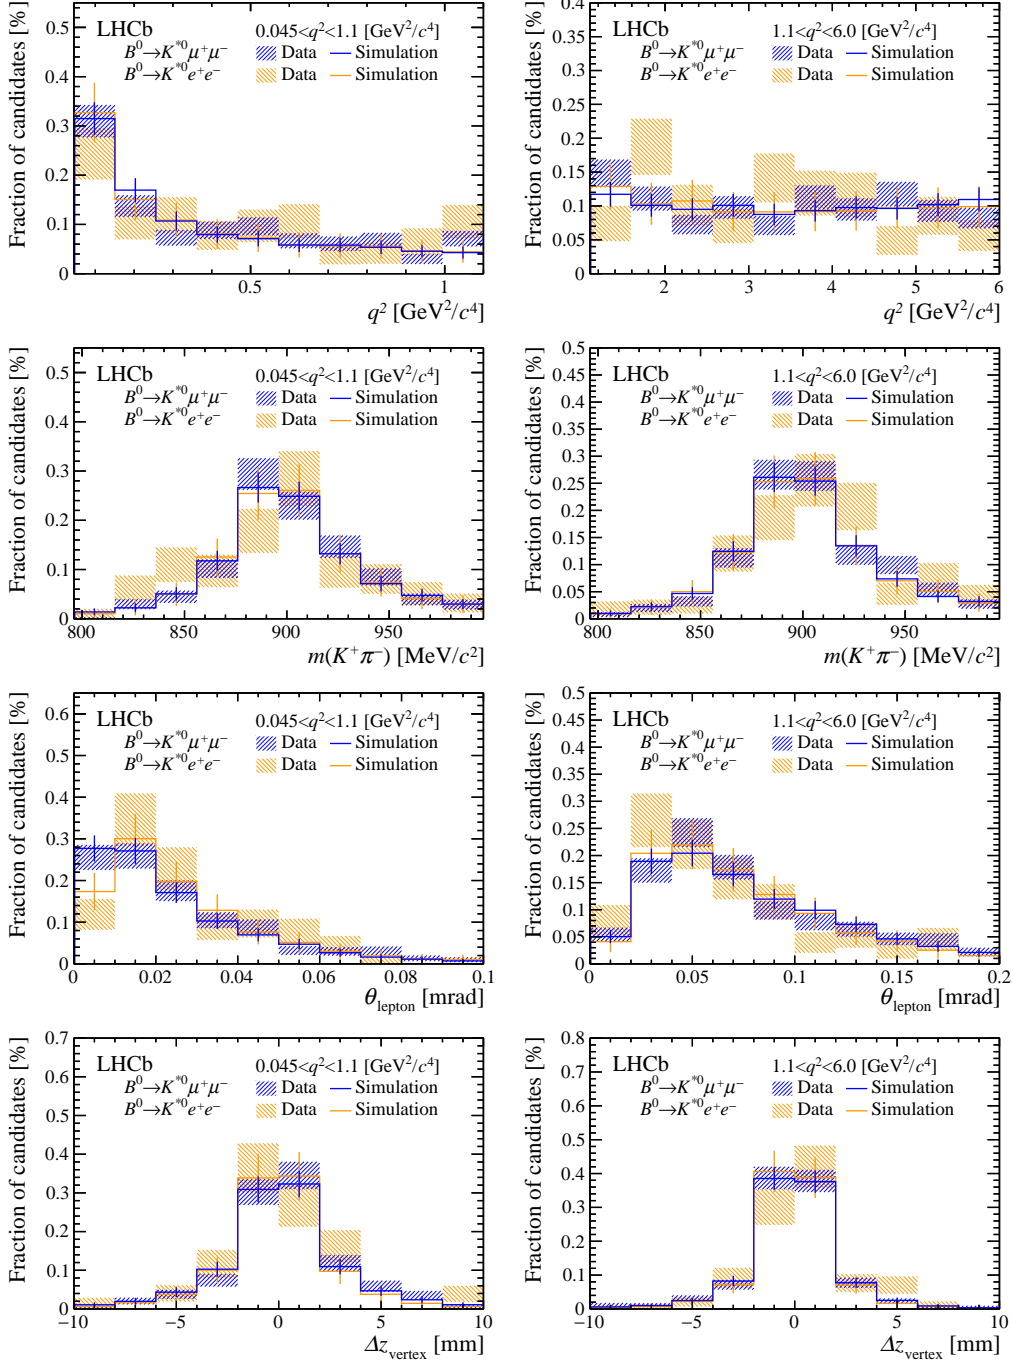 Fraction of candidates [%]
LHCb
0.045<q²<1.1 [GeV²/c⁴]
B⁰→K*⁰μ⁺μ⁻ Data Simulation
B⁰→K*⁰e⁺e⁻ Data Simulation
0.5
0.4
0.3
0.2
0.1
0
0.5 1
q² [GeV²/c⁴]
Fraction of candidates [%]
LHCb
1.1<q²<6.0 [GeV²/c⁴]
B⁰→K*⁰μ⁺μ⁻ Data Simulation
B⁰→K*⁰e⁺e⁻ Data Simulation
0.4
0.35
0.3
0.25
0.2
0.15
0.1
0.05
0
2 3 4 5 6
q² [GeV²/c⁴]
Fraction of candidates [%]
LHCb
0.045<q²<1.1 [GeV²/c⁴]
B⁰→K*⁰μ⁺μ⁻ Data Simulation
B⁰→K*⁰e⁺e⁻ Data Simulation
0.5
0.4
0.3
0.2
0.1
0
800 850 900 950
m(K⁺π⁻) [MeV/c²]
Fraction of candidates [%]
LHCb
1.1<q²<6.0 [GeV²/c⁴]
B⁰→K*⁰μ⁺μ⁻ Data Simulation
B⁰→K*⁰e⁺e⁻ Data Simulation
0.5
0.45
0.4
0.35
0.3
0.25
0.2
0.15
0.1
0.05
0
800 850 900 950
m(K⁺π⁻) [MeV/c²]
Fraction of candidates [%]
LHCb
0.045<q²<1.1 [GeV²/c⁴]
B⁰→K*⁰μ⁺μ⁻ Data Simulation
B⁰→K*⁰e⁺e⁻ Data Simulation
0.6
0.5
0.4
0.3
0.2
0.1
0
0 0.02 0.04 0.06 0.08 0.1
θ_lepton [mrad]
Fraction of candidates [%]
LHCb
1.1<q²<6.0 [GeV²/c⁴]
B⁰→K*⁰μ⁺μ⁻ Data Simulation
B⁰→K*⁰e⁺e⁻ Data Simulation
0.5
0.45
0.4
0.35
0.3
0.25
0.2
0.15
0.1
0.05
0
0 0.05 0.1 0.15 0.2
θ_lepton [mrad]
Fraction of candidates [%]
LHCb
0.045<q²<1.1 [GeV²/c⁴]
B⁰→K*⁰μ⁺μ⁻ Data Simulation
B⁰→K*⁰e⁺e⁻ Data Simulation
0.7
0.6
0.5
0.4
0.3
0.2
0.1
0
−10 −5 0 5 10
Δz_vertex [mm]
Fraction of candidates [%]
LHCb
1.1<q²<6.0 [GeV²/c⁴]
B⁰→K*⁰μ⁺μ⁻ Data Simulation
B⁰→K*⁰e⁺e⁻ Data Simulation
0.8
0.7
0.6
0.5
0.4
0.3
0.2
0.1
0
−10 −5 0 5 10
Δz_vertex [mm]